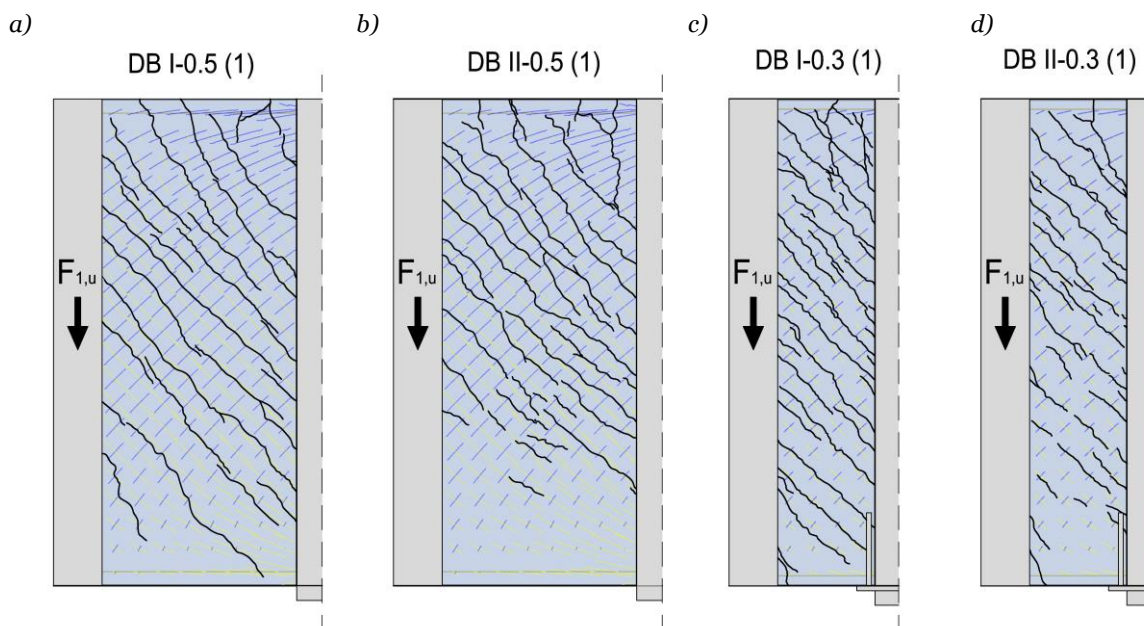 a)
b)
c)
d)
DB I-0.5 (1)
DB II-0.5 (1)
DB I-0.3 (1)
DB II-0.3 (1)
F1,u
F1,u
F1,u
F1,u